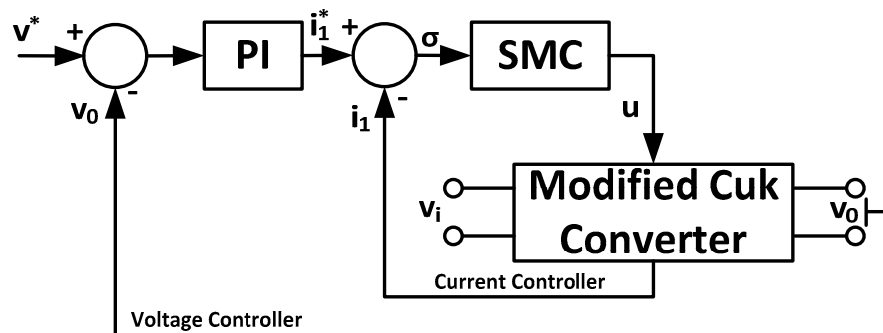 v*
+
-
v₀
PI
i₁*
+
-
i₁
σ
SMC
u
vᵢ
Modified Cuk
Converter
v₀
Current Controller
Voltage Controller